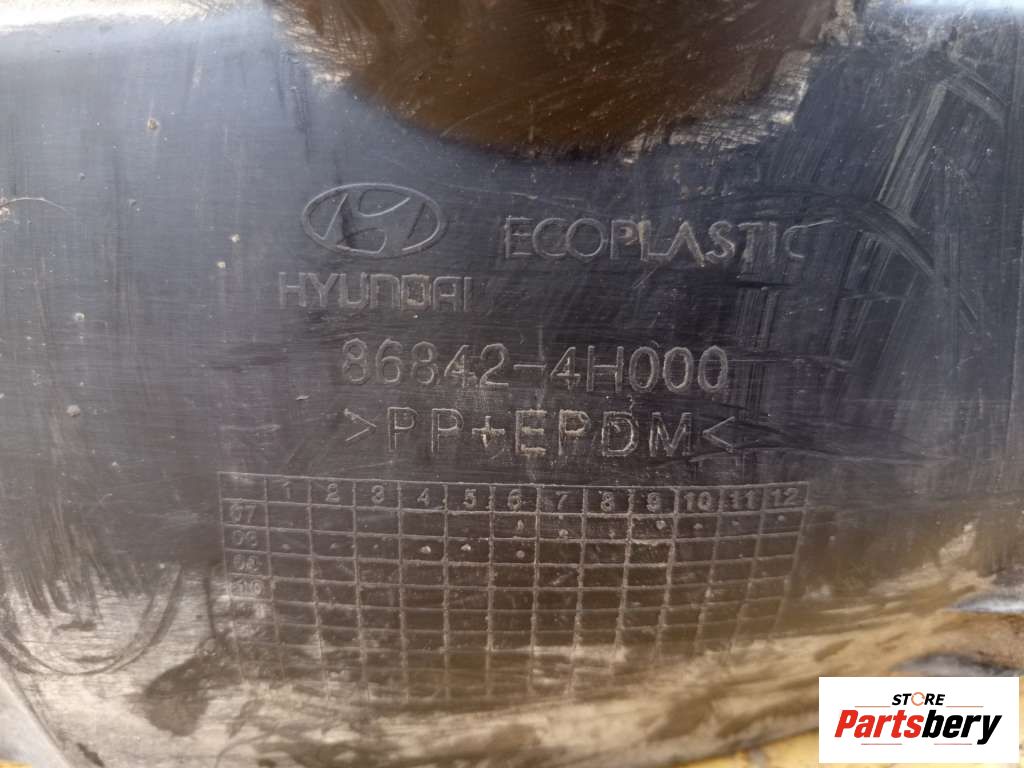 ECOPLASTIC
HYUNDAI
86842-4H000
>PP+EPDM<
1 2 3 4 5 6 7 8 9 10 11 12
07
08
STORE
Partsbery